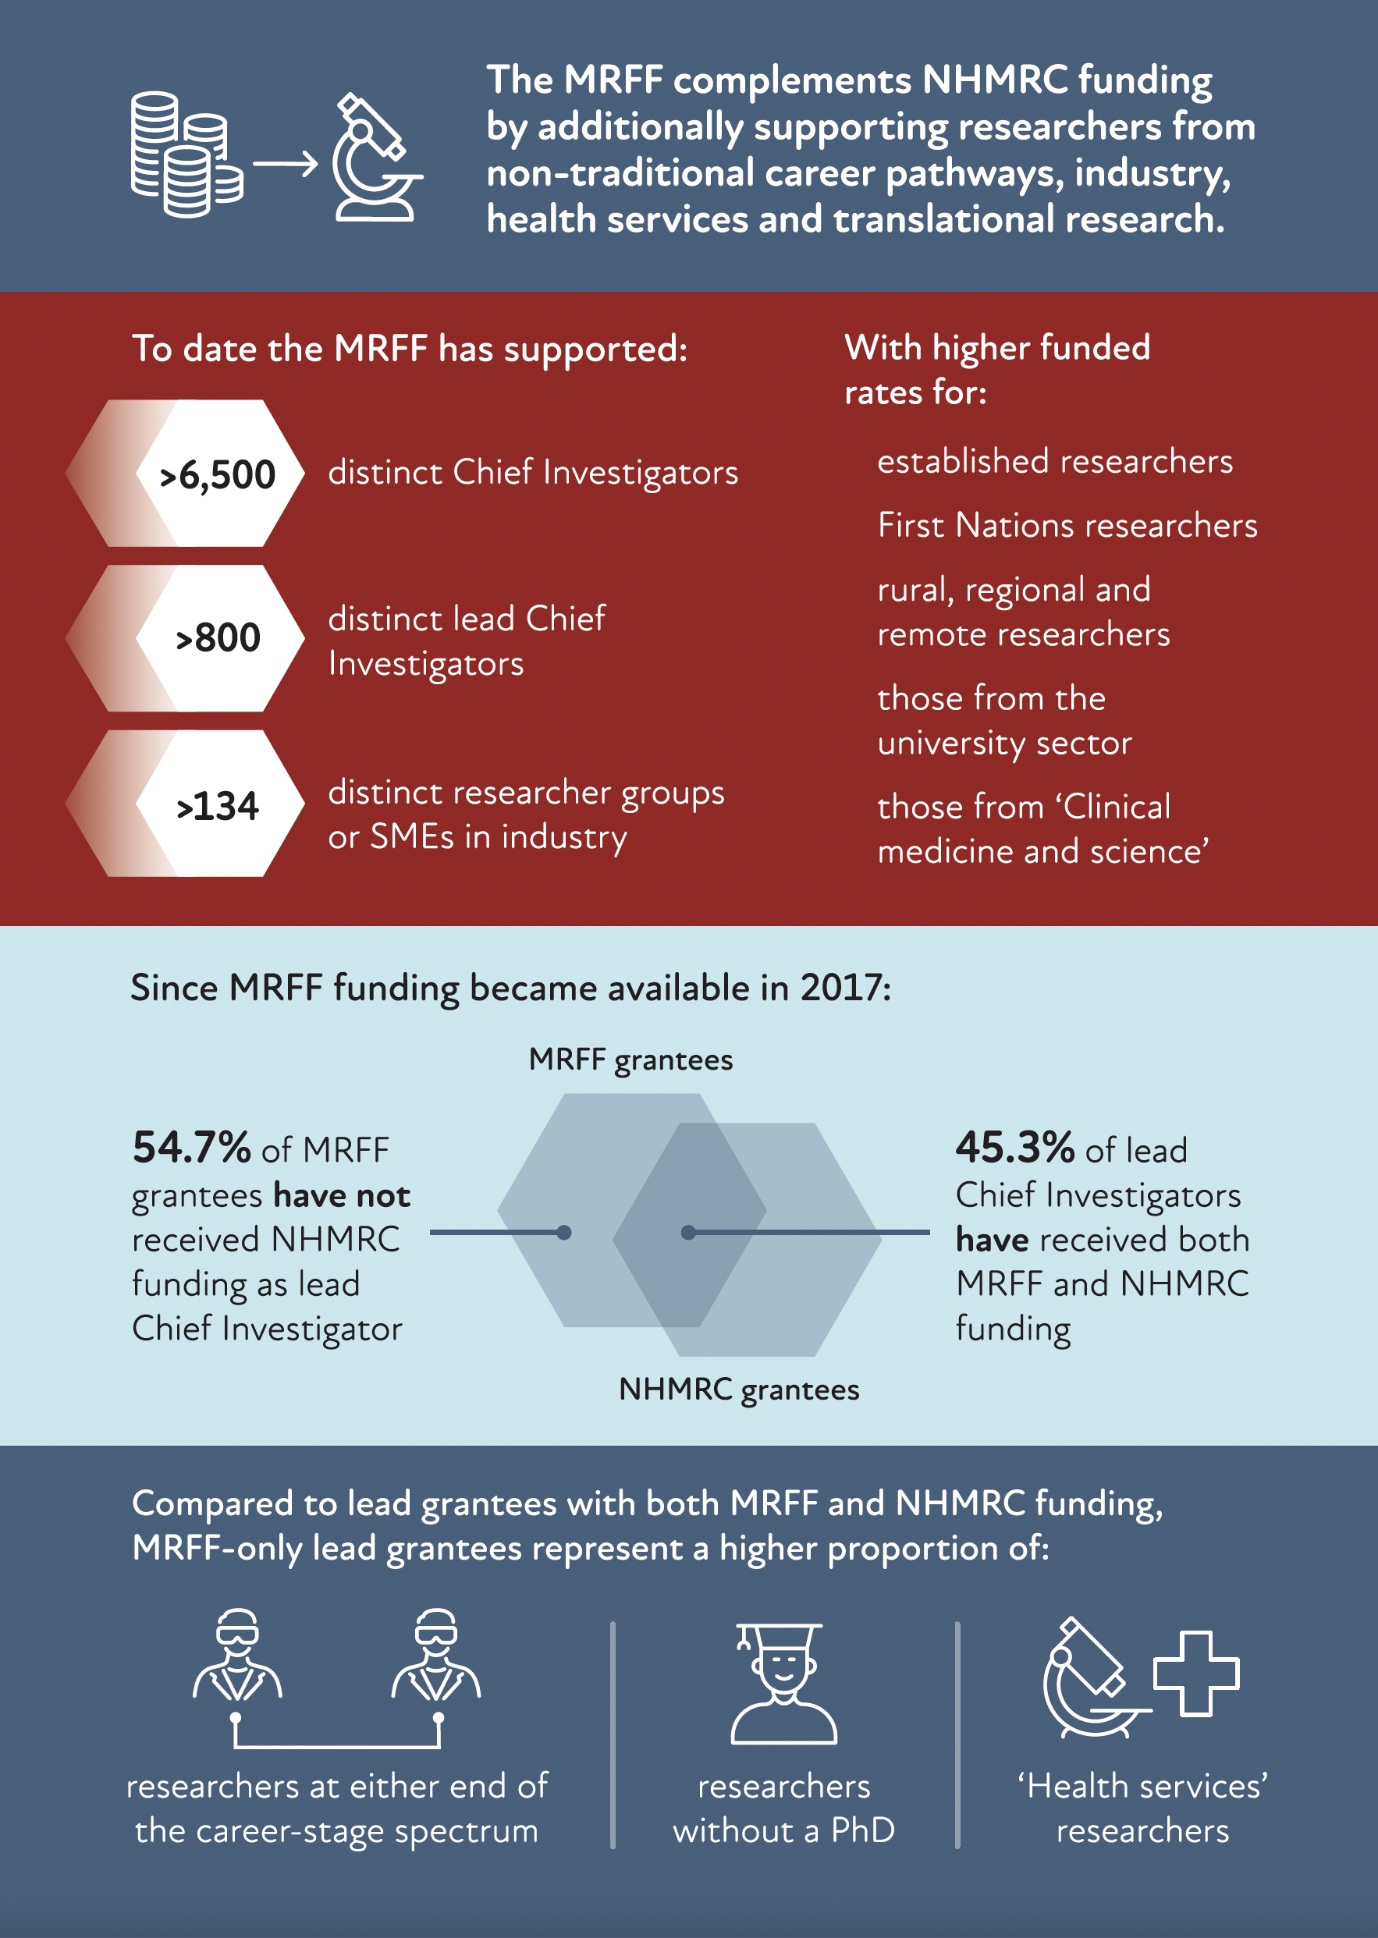 The MRFF complements NHMRC funding
by additionally supporting researchers from
non-traditional career pathways, industry,
health services and translational research.
To date the MRFF has supported:
>6,500
distinct Chief Investigators
>800
distinct lead Chief
Investigators
>134
distinct researcher groups
or SMEs in industry
With higher funded
rates for:
established researchers
First Nations researchers
rural, regional and
remote researchers
those from the
university sector
those from ‘Clinical
medicine and science’
Since MRFF funding became available in 2017:
MRFF grantees
54.7% of MRFF
grantees have not
received NHMRC
funding as lead
Chief Investigator
45.3% of lead
Chief Investigators
have received both
MRFF and NHMRC
funding
NHMRC grantees
Compared to lead grantees with both MRFF and NHMRC funding,
MRFF-only lead grantees represent a higher proportion of:
researchers at either end of
the career-stage spectrum
researchers
without a PhD
‘Health services’
researchers